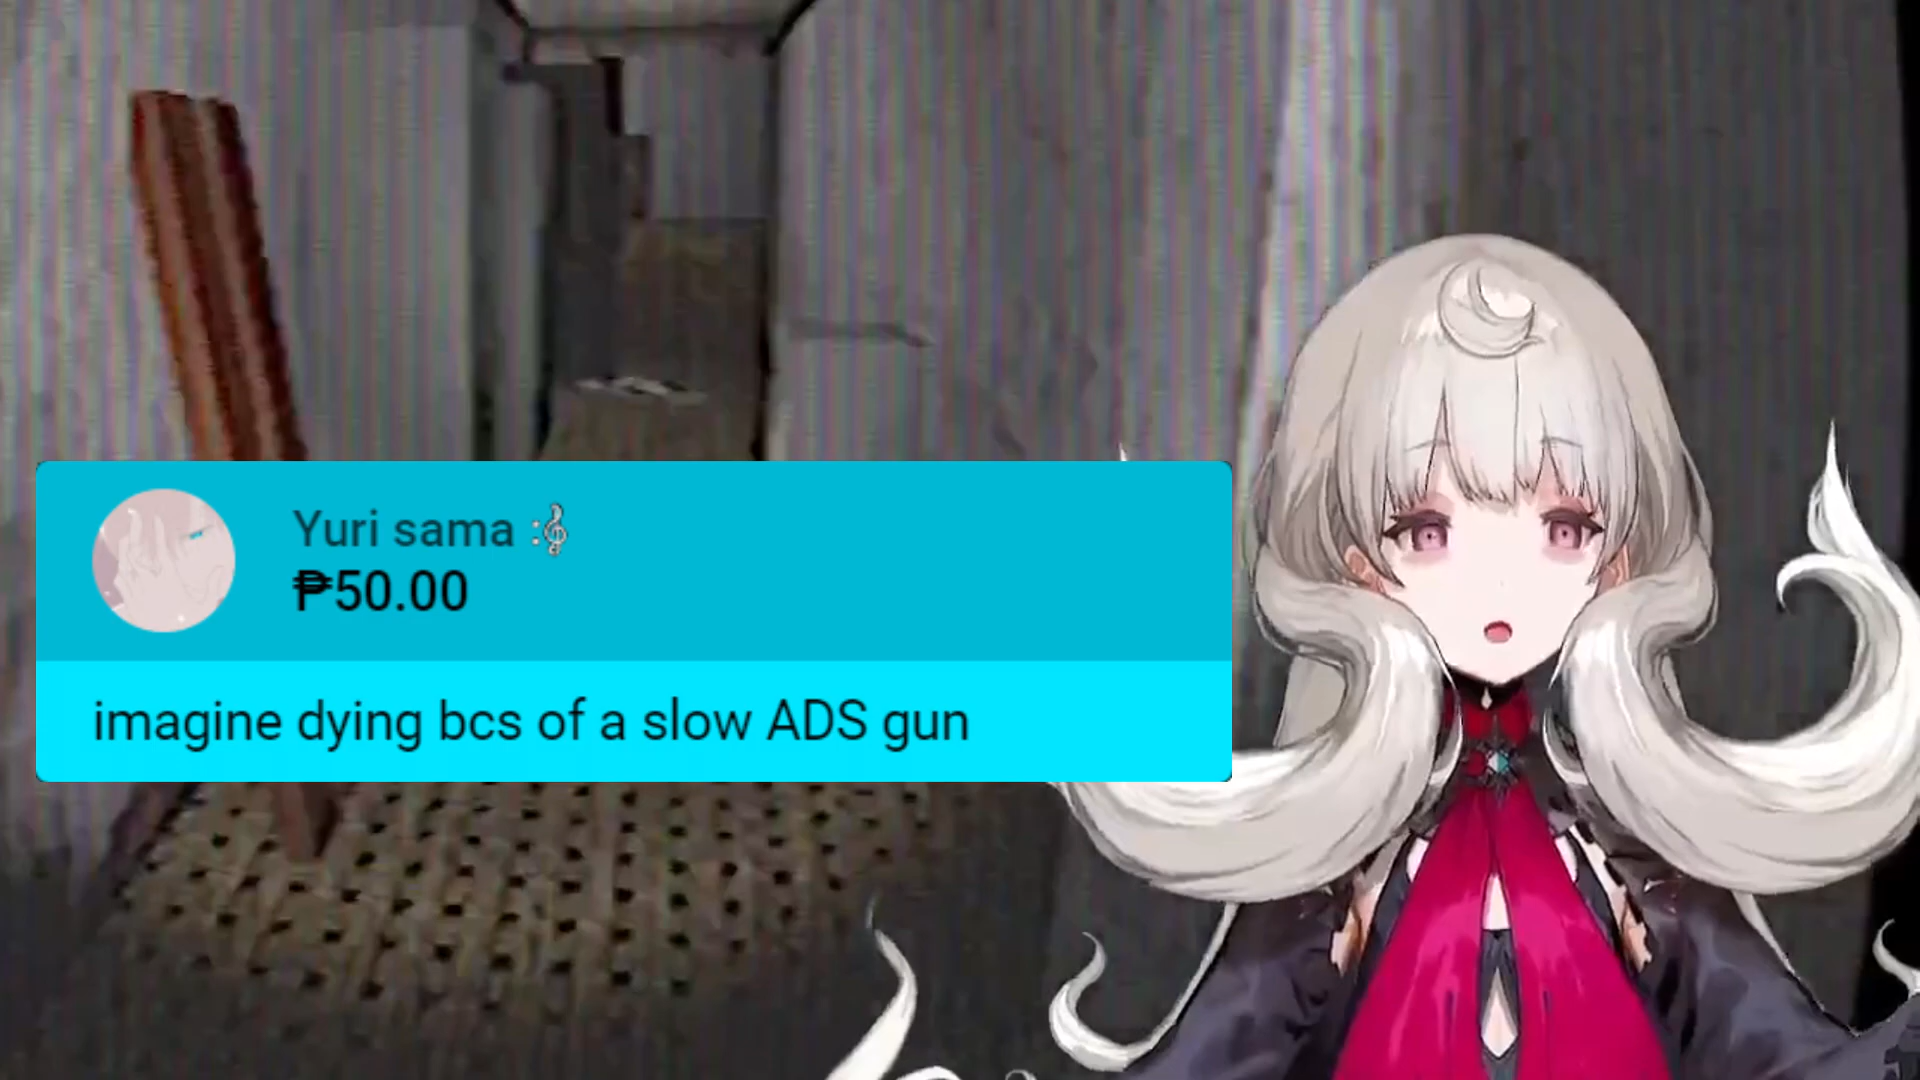 Yuri sama :𝄞
₱50.00
imagine dying bcs of a slow ADS gun